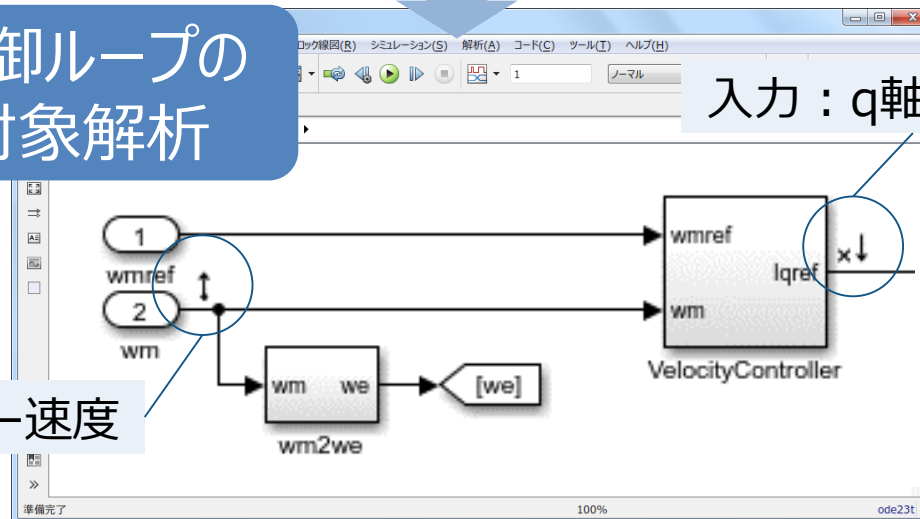 御ループの
対象解析
ロック線図(R) シミュレーション(S) 解析(A) コード(C) ツール(T) ヘルプ(H)
1
ノーマル
入力：q軸
1
wmref
2
wm
wmref
Iqref
wm
VelocityController
wm we
wm2we
[we]
ー速度
準備完了
100%
ode23t